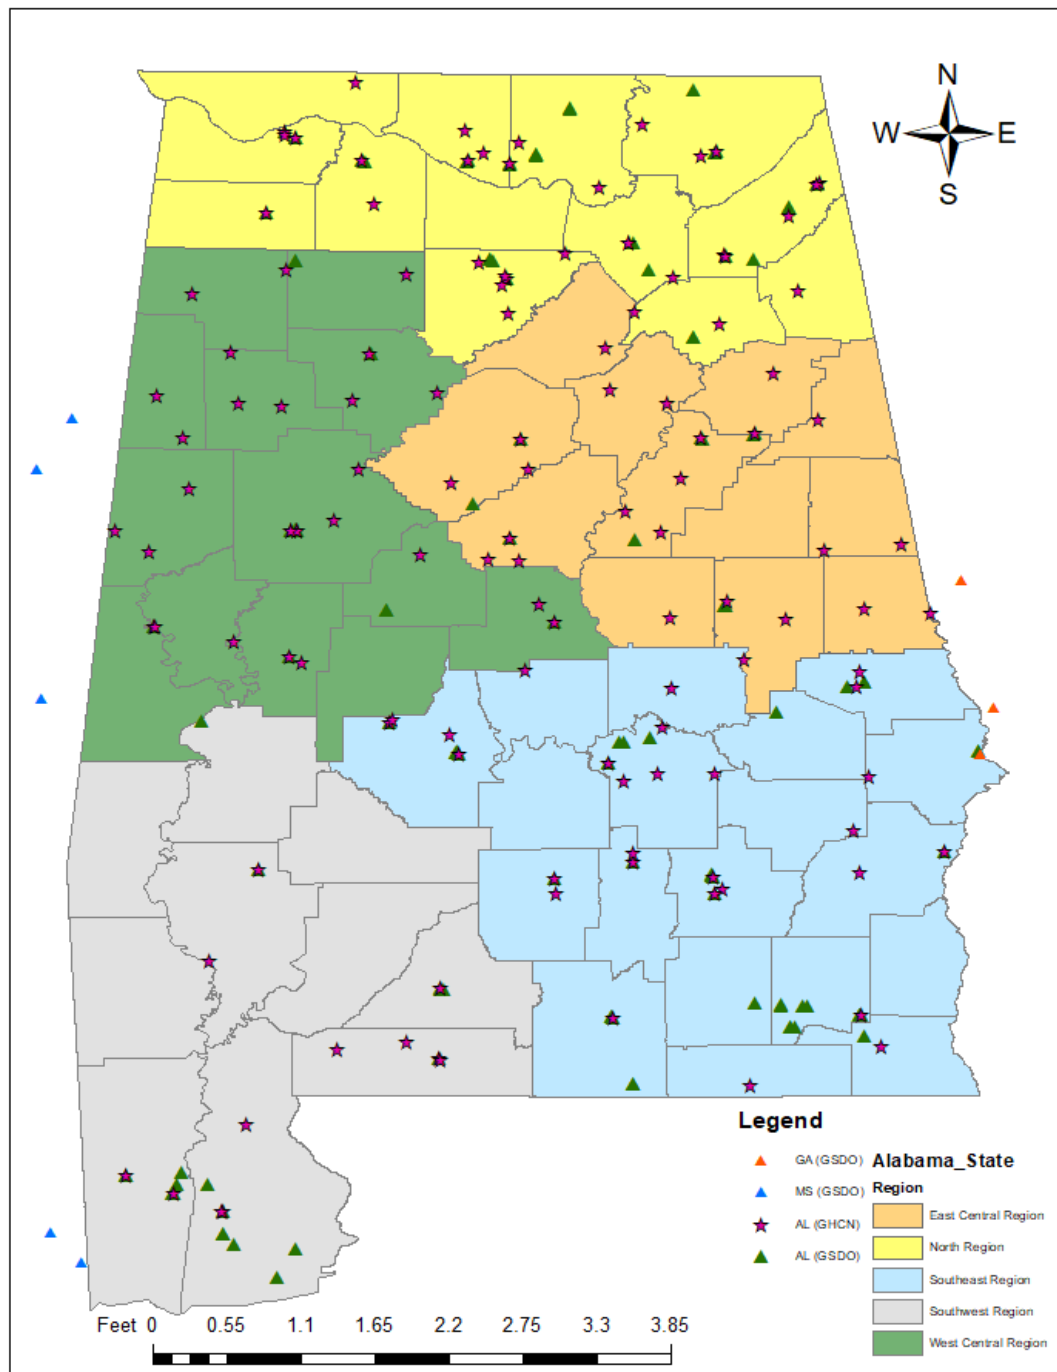 N
W E
S
Legend
GA (GSDO)
MS (GSDO)
AL (GHCN)
AL (GSDO)
Alabama_State
Region
East Central Region
North Region
Southeast Region
Southwest Region
West Central Region
Feet 0 0.55 1.1 1.65 2.2 2.75 3.3 3.85